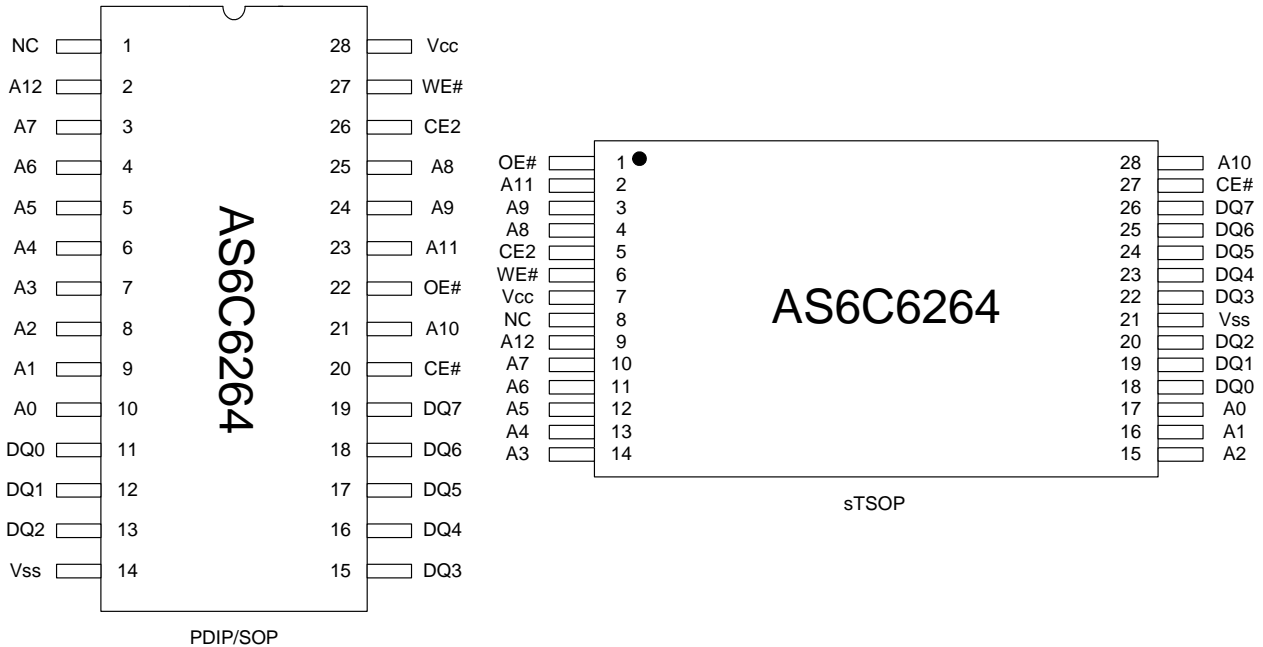 NC 1 28 Vcc
A12 2 27 WE#
A7 3 26 CE2
A6 4 25 A8
A5 5 24 A9
A4 6 23 A11
A3 7 22 OE#
A2 8 21 A10
A1 9 20 CE#
A0 10 19 DQ7
DQ0 11 18 DQ6
DQ1 12 17 DQ5
DQ2 13 16 DQ4
Vss 14 15 DQ3
AS6C6264
PDIP/SOP
OE# 1 28 A10
A11 2 27 CE#
A9 3 26 DQ7
A8 4 25 DQ6
CE2 5 24 DQ5
WE# 6 23 DQ4
Vcc 7 22 DQ3
NC 8 21 Vss
A12 9 20 DQ2
A7 10 19 DQ1
A6 11 18 DQ0
A5 12 17 A0
A4 13 16 A1
A3 14 15 A2
AS6C6264
sTSOP